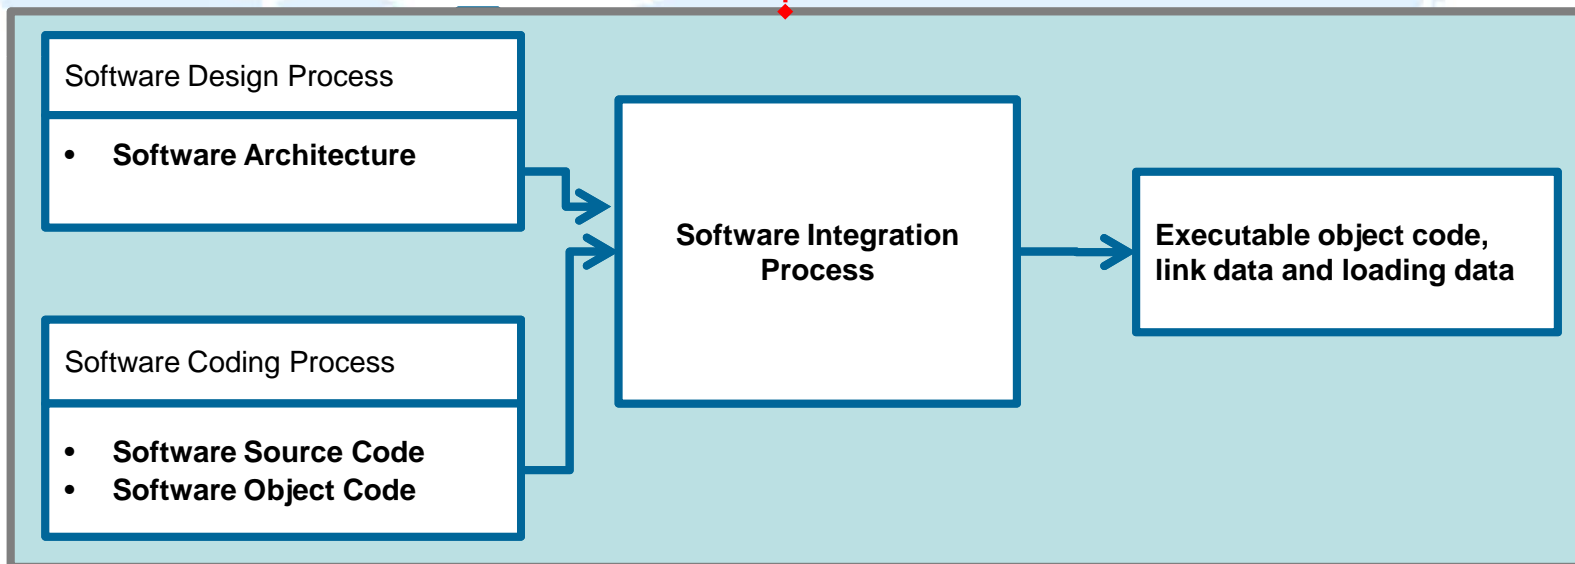 Software Design Process
• Software Architecture
Software Coding Process
• Software Source Code
• Software Object Code
Software Integration
Process
Executable object code,
link data and loading data